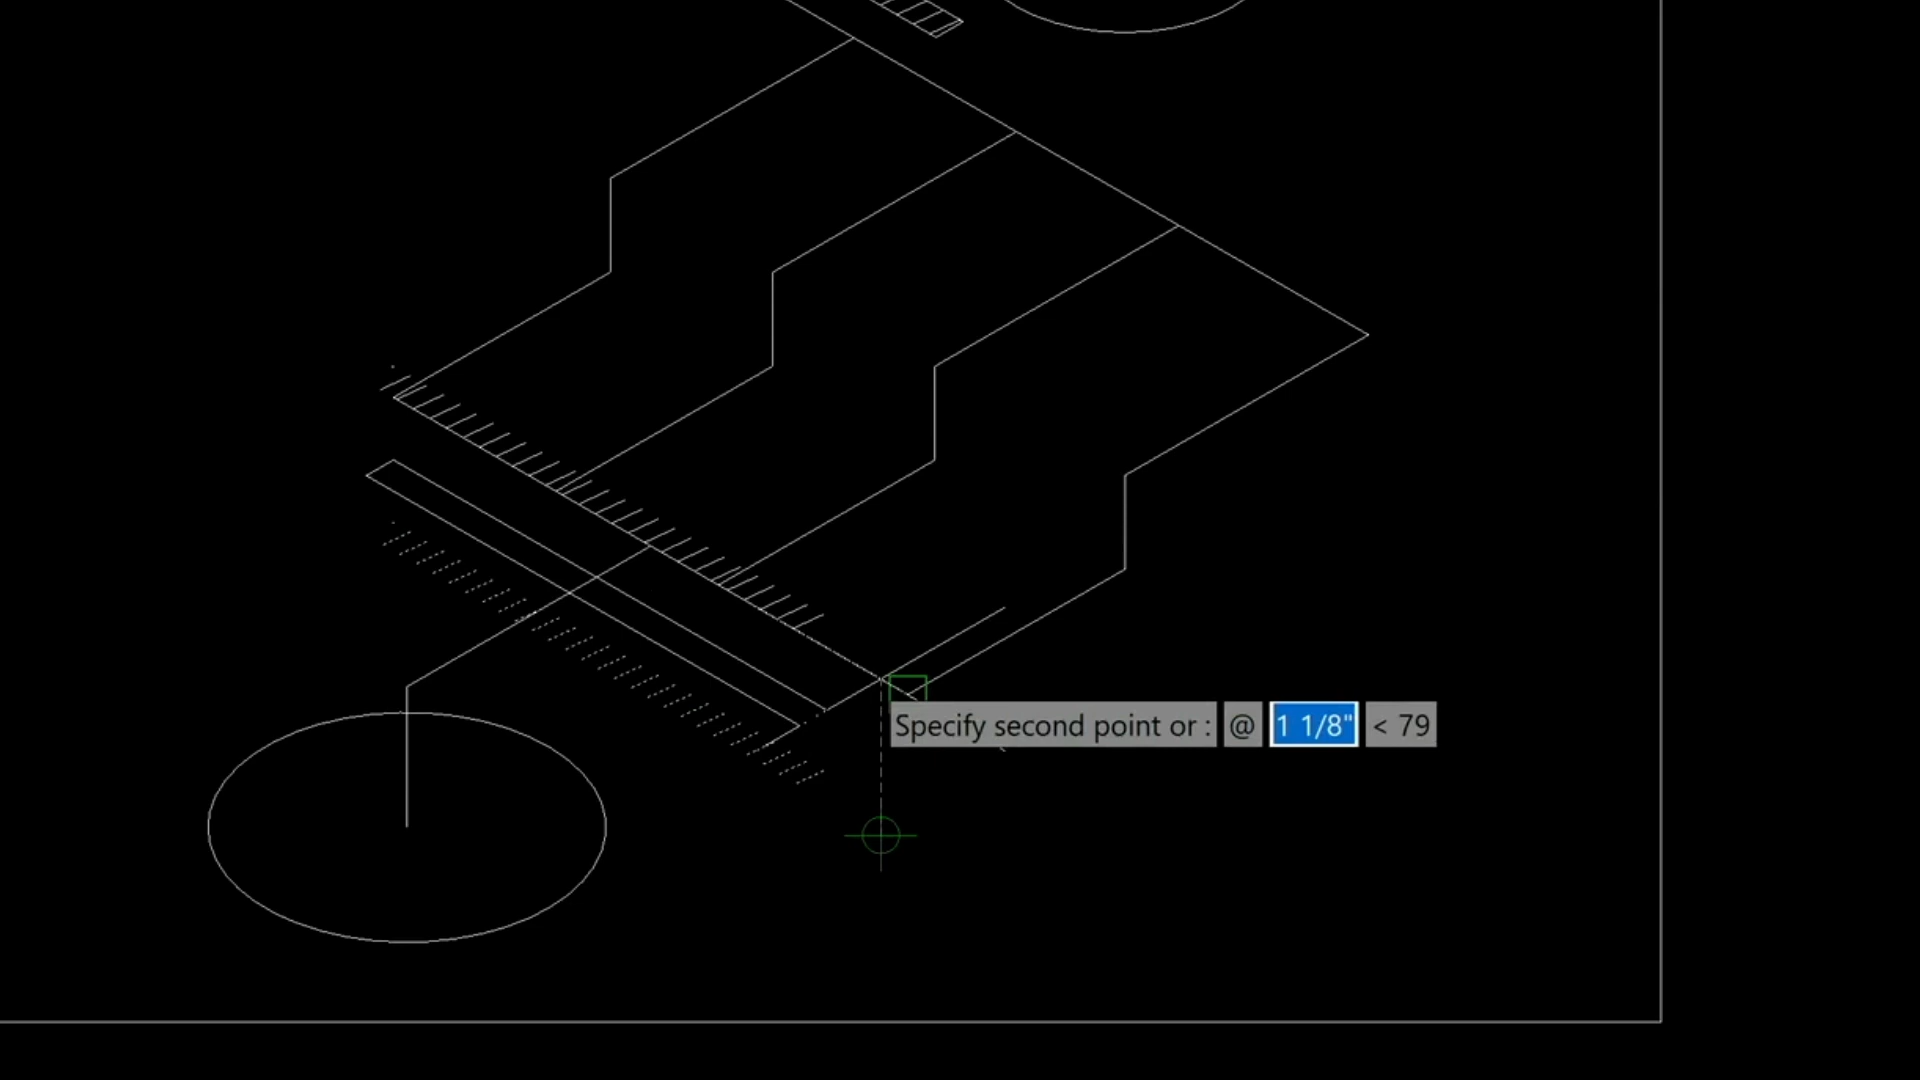 Specify second point or : @ 1 1/8" < 79